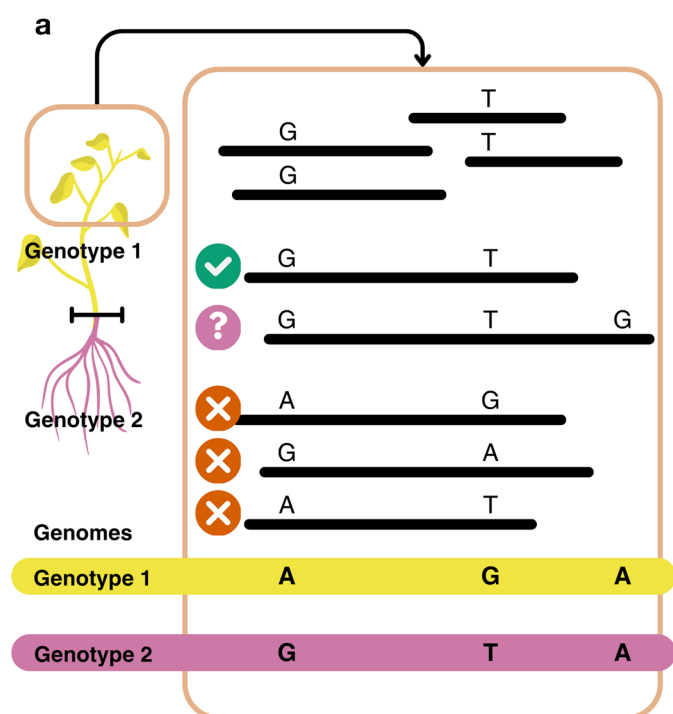 a
T
G
T
G
Genotype 1
G T
?
G T G
A G
Genotype 2
G A
A T
Genomes
Genotype 1 A G A
Genotype 2 G T A